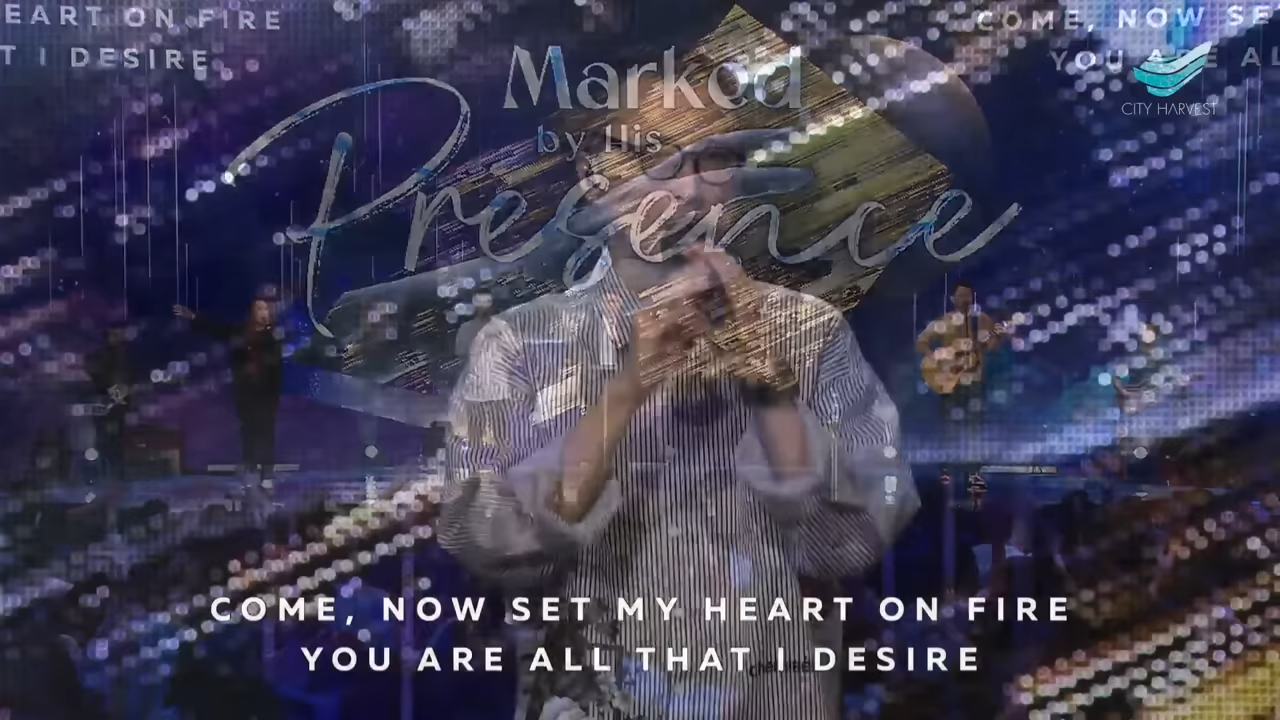 EART ON FIRE
T I DESIRE
COME, NOW SE
YOU ARE AL
CITY HARVEST
Marked
by His
Presence
COME, NOW SET MY HEART ON FIRE
YOU ARE ALL THAT I DESIRE